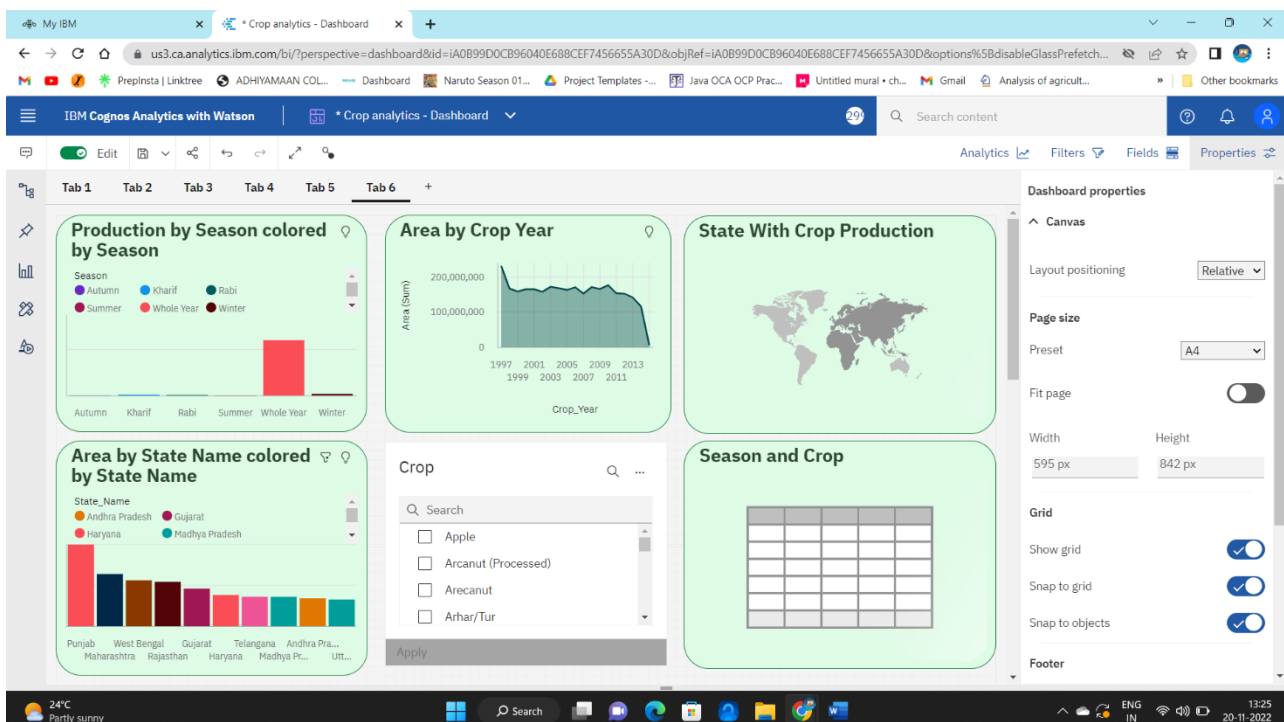 My IBM
* Crop analytics - Dashboard
us3.ca.analytics.ibm.com/bi/?perspective=dashboard&id=iA0B99D0CB96040E688CEF7456655A30D&objRef=iA0B99D0CB96040E688CEF7456655A30D&options%5BdisableGlassPrefetch...
PrepInsta | Linktree
ADHIYAMAAN COL...
Dashboard
Naruto Season 01...
Project Templates -...
Java OCA OCP Prac...
Untitled mural • ch...
Gmail
Analysis of agricult...
»
Other bookmarks
IBM Cognos Analytics with Watson
* Crop analytics - Dashboard
Search content
Edit
Analytics
Filters
Fields
Properties
Tab 1
Tab 2
Tab 3
Tab 4
Tab 5
Tab 6
+
Production by Season colored
by Season
Season
Autumn Kharif Rabi
Summer Whole Year Winter
Autumn Kharif Rabi Summer Whole Year Winter
Area by Crop Year
Area (Sum)
200,000,000
100,000,000
0
1997 2001 2005 2009 2013
1999 2003 2007 2011
Crop_Year
State With Crop Production
Area by State Name colored
by State Name
State_Name
Andhra Pradesh Gujarat
Haryana Madhya Pradesh
Punjab West Bengal Gujarat Telangana Andhra Pra...
Maharashtra Rajasthan Haryana Madhya Pr... Utt...
Crop
...
Search
Apple
Arcanut (Processed)
Arecanut
Arhar/Tur
Apply
Season and Crop
Dashboard properties
Canvas
Layout positioning Relative
Page size
Preset A4
Fit page
Width Height
595 px 842 px
Grid
Show grid
Snap to grid
Snap to objects
Footer
24°C
Partly sunny
Search
ENG
IN
13:25
20-11-2022